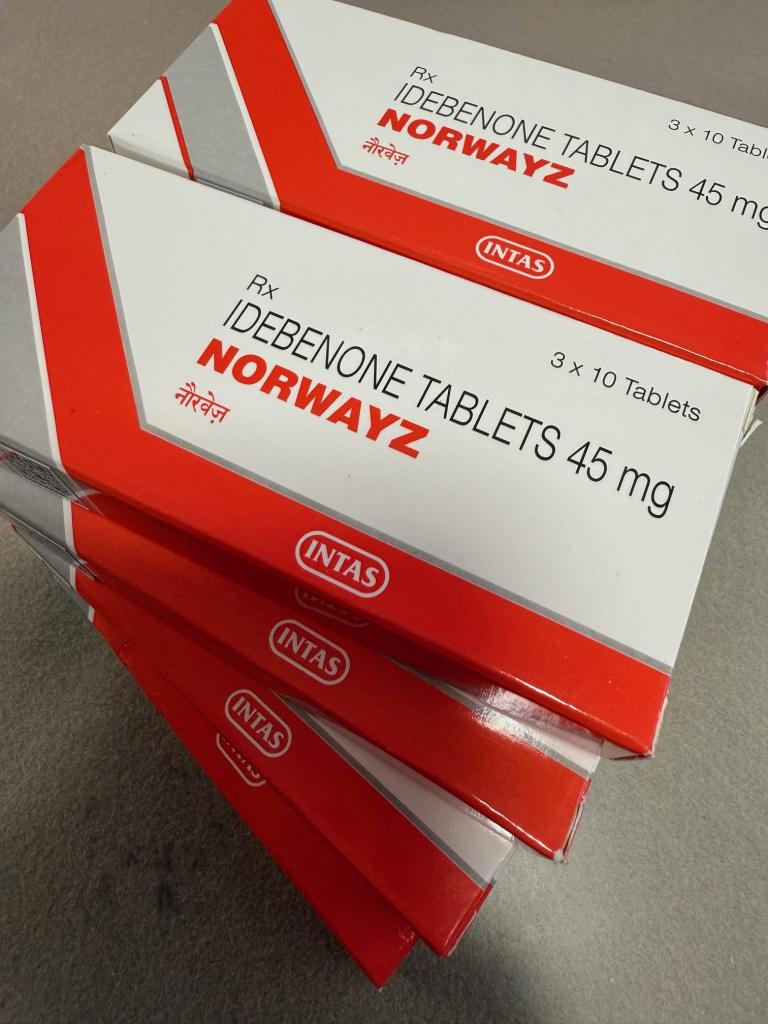 Rx
IDEBENONE TABLETS 45 mg
3 x 10
NORWAYZ
नौरवेज़
INTAS
Rx
IDEBENONE TABLETS 45 mg
3 x 10 Tablets
NORWAYZ
नौरवेज़
INTAS
INTAS
INTAS